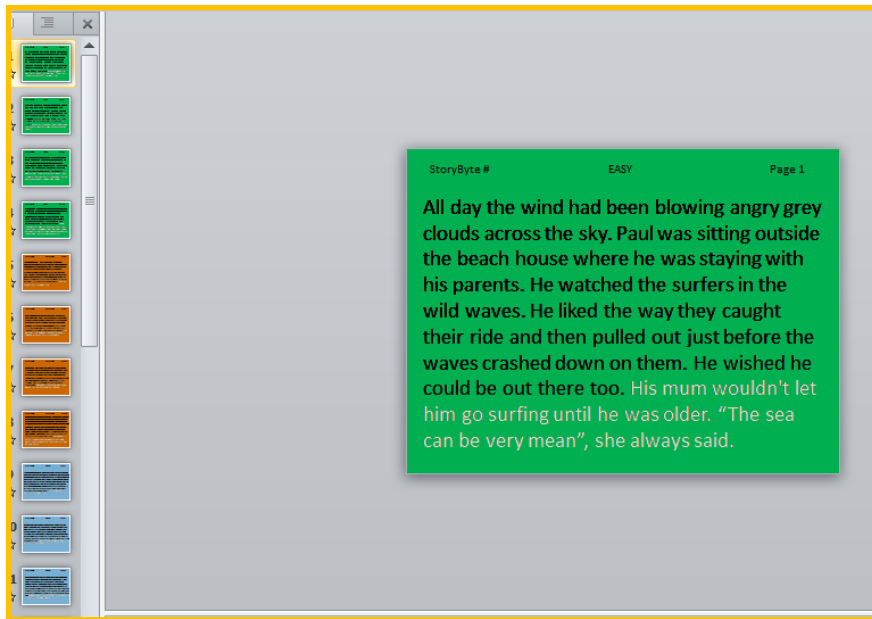 StoryByte # EASY Page 1
All day the wind had been blowing angry grey
clouds across the sky. Paul was sitting outside
the beach house where he was staying with
his parents. He watched the surfers in the
wild waves. He liked the way they caught
their ride and then pulled out just before the
waves crashed down on them. He wished he
could be out there too. His mum wouldn't let
him go surfing until he was older. “The sea
can be very mean”, she always said.